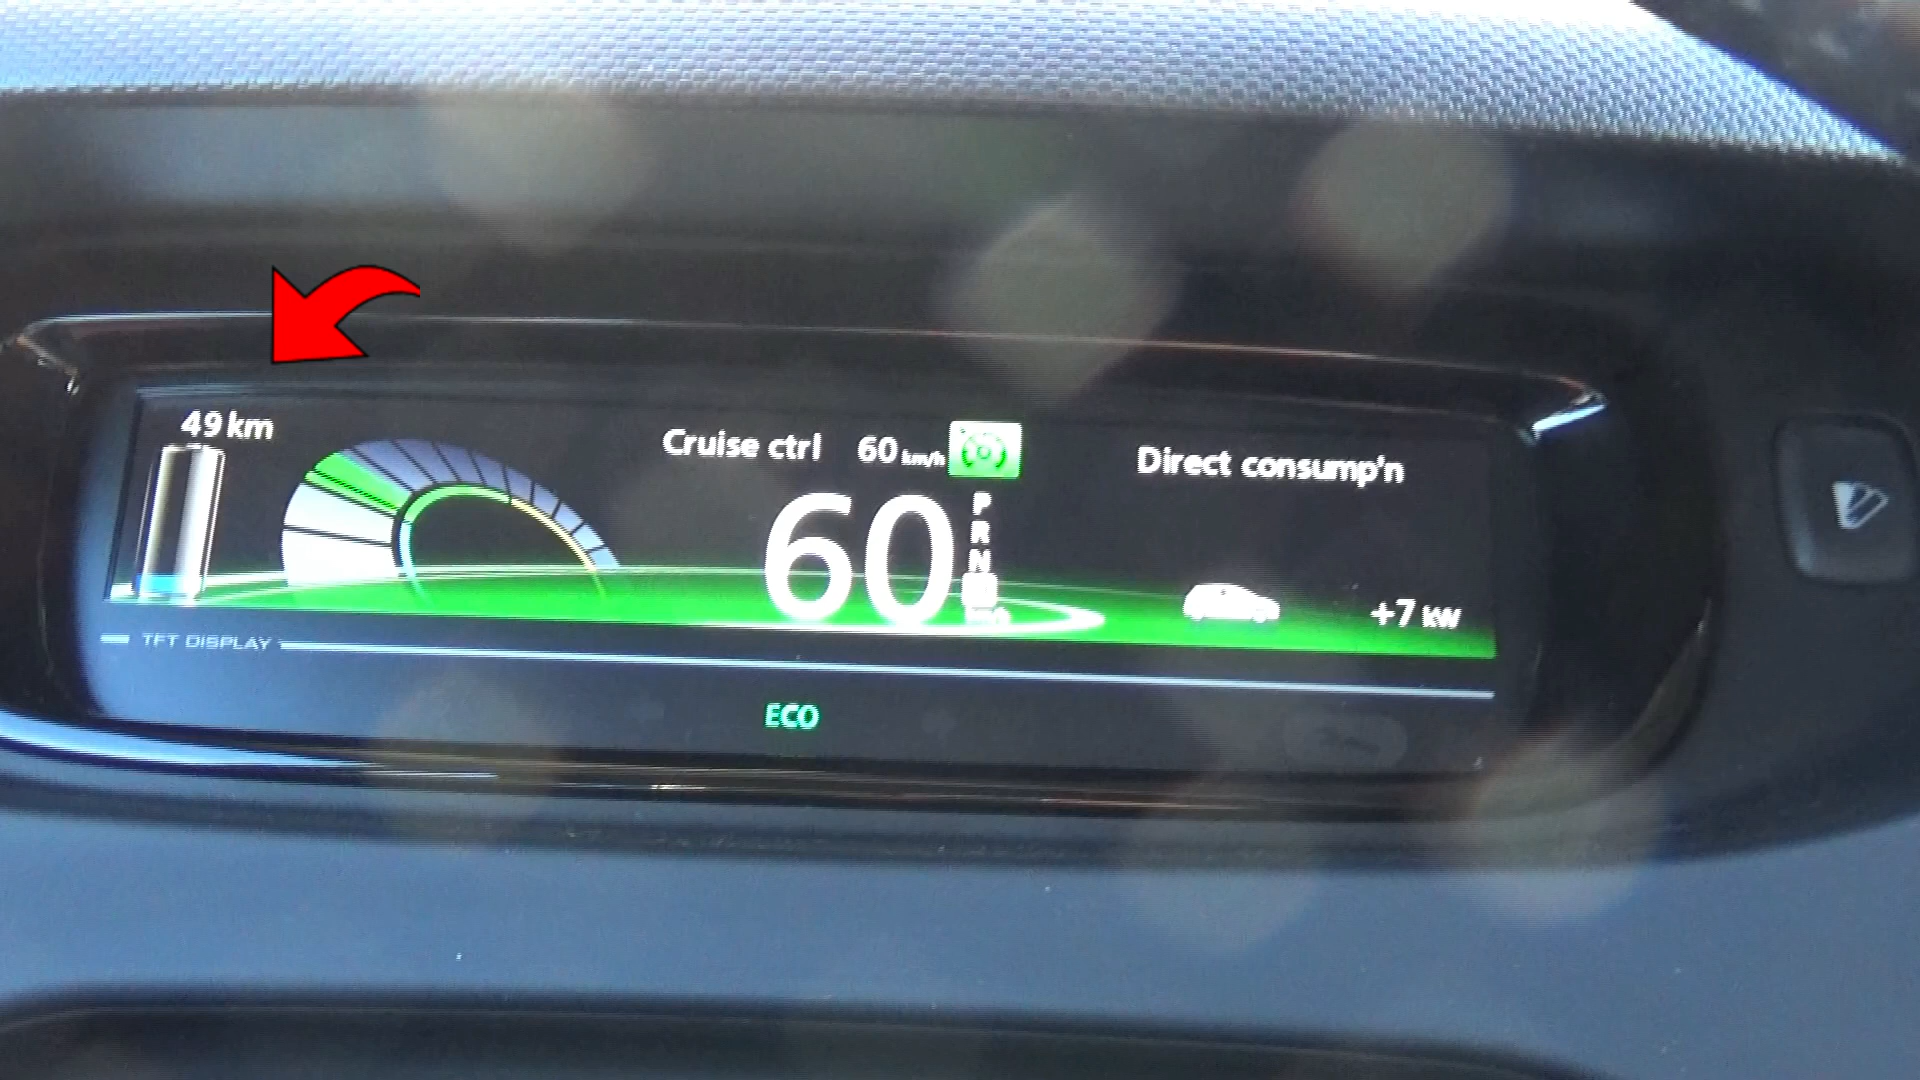 49 km
Cruise ctrl 60 km/h
Direct consump'n
60
P
R
N
+7 kW
TFT DISPLAY
ECO